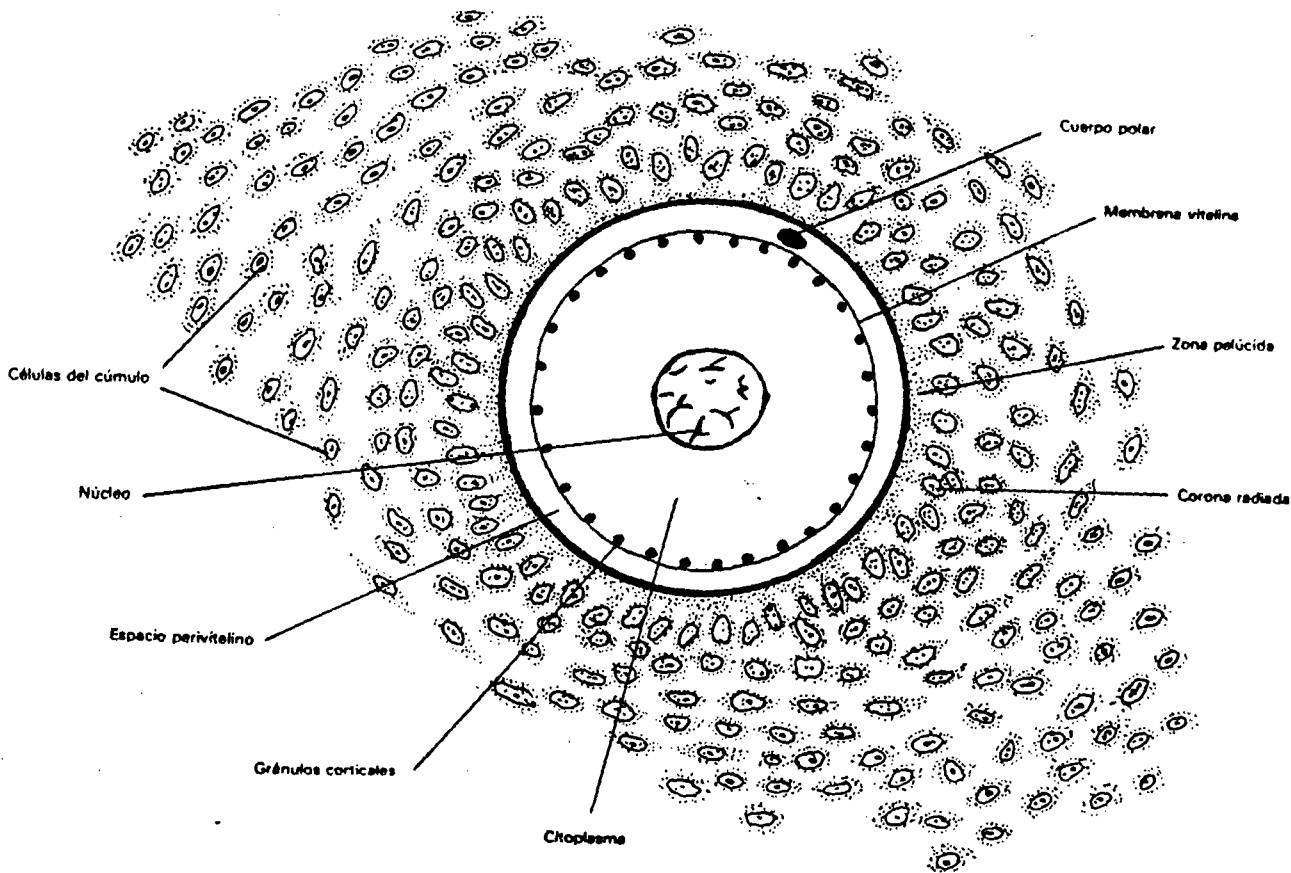 Cuerpo polar
Membrana vitelina
Zona pelúcida
Células del cúmulo
Núcleo
Corona radiada
Espacio perivitelino
Gránulos corticales
Citoplasma